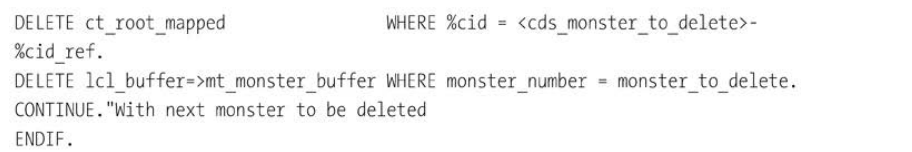 DELETE ct_root_mapped WHERE %cid = <cds_monster_to_delete>-
%cid_ref.
DELETE lcl_buffer=>mt_monster_buffer WHERE monster_number = monster_to_delete.
CONTINUE."With next monster to be deleted
ENDIF.